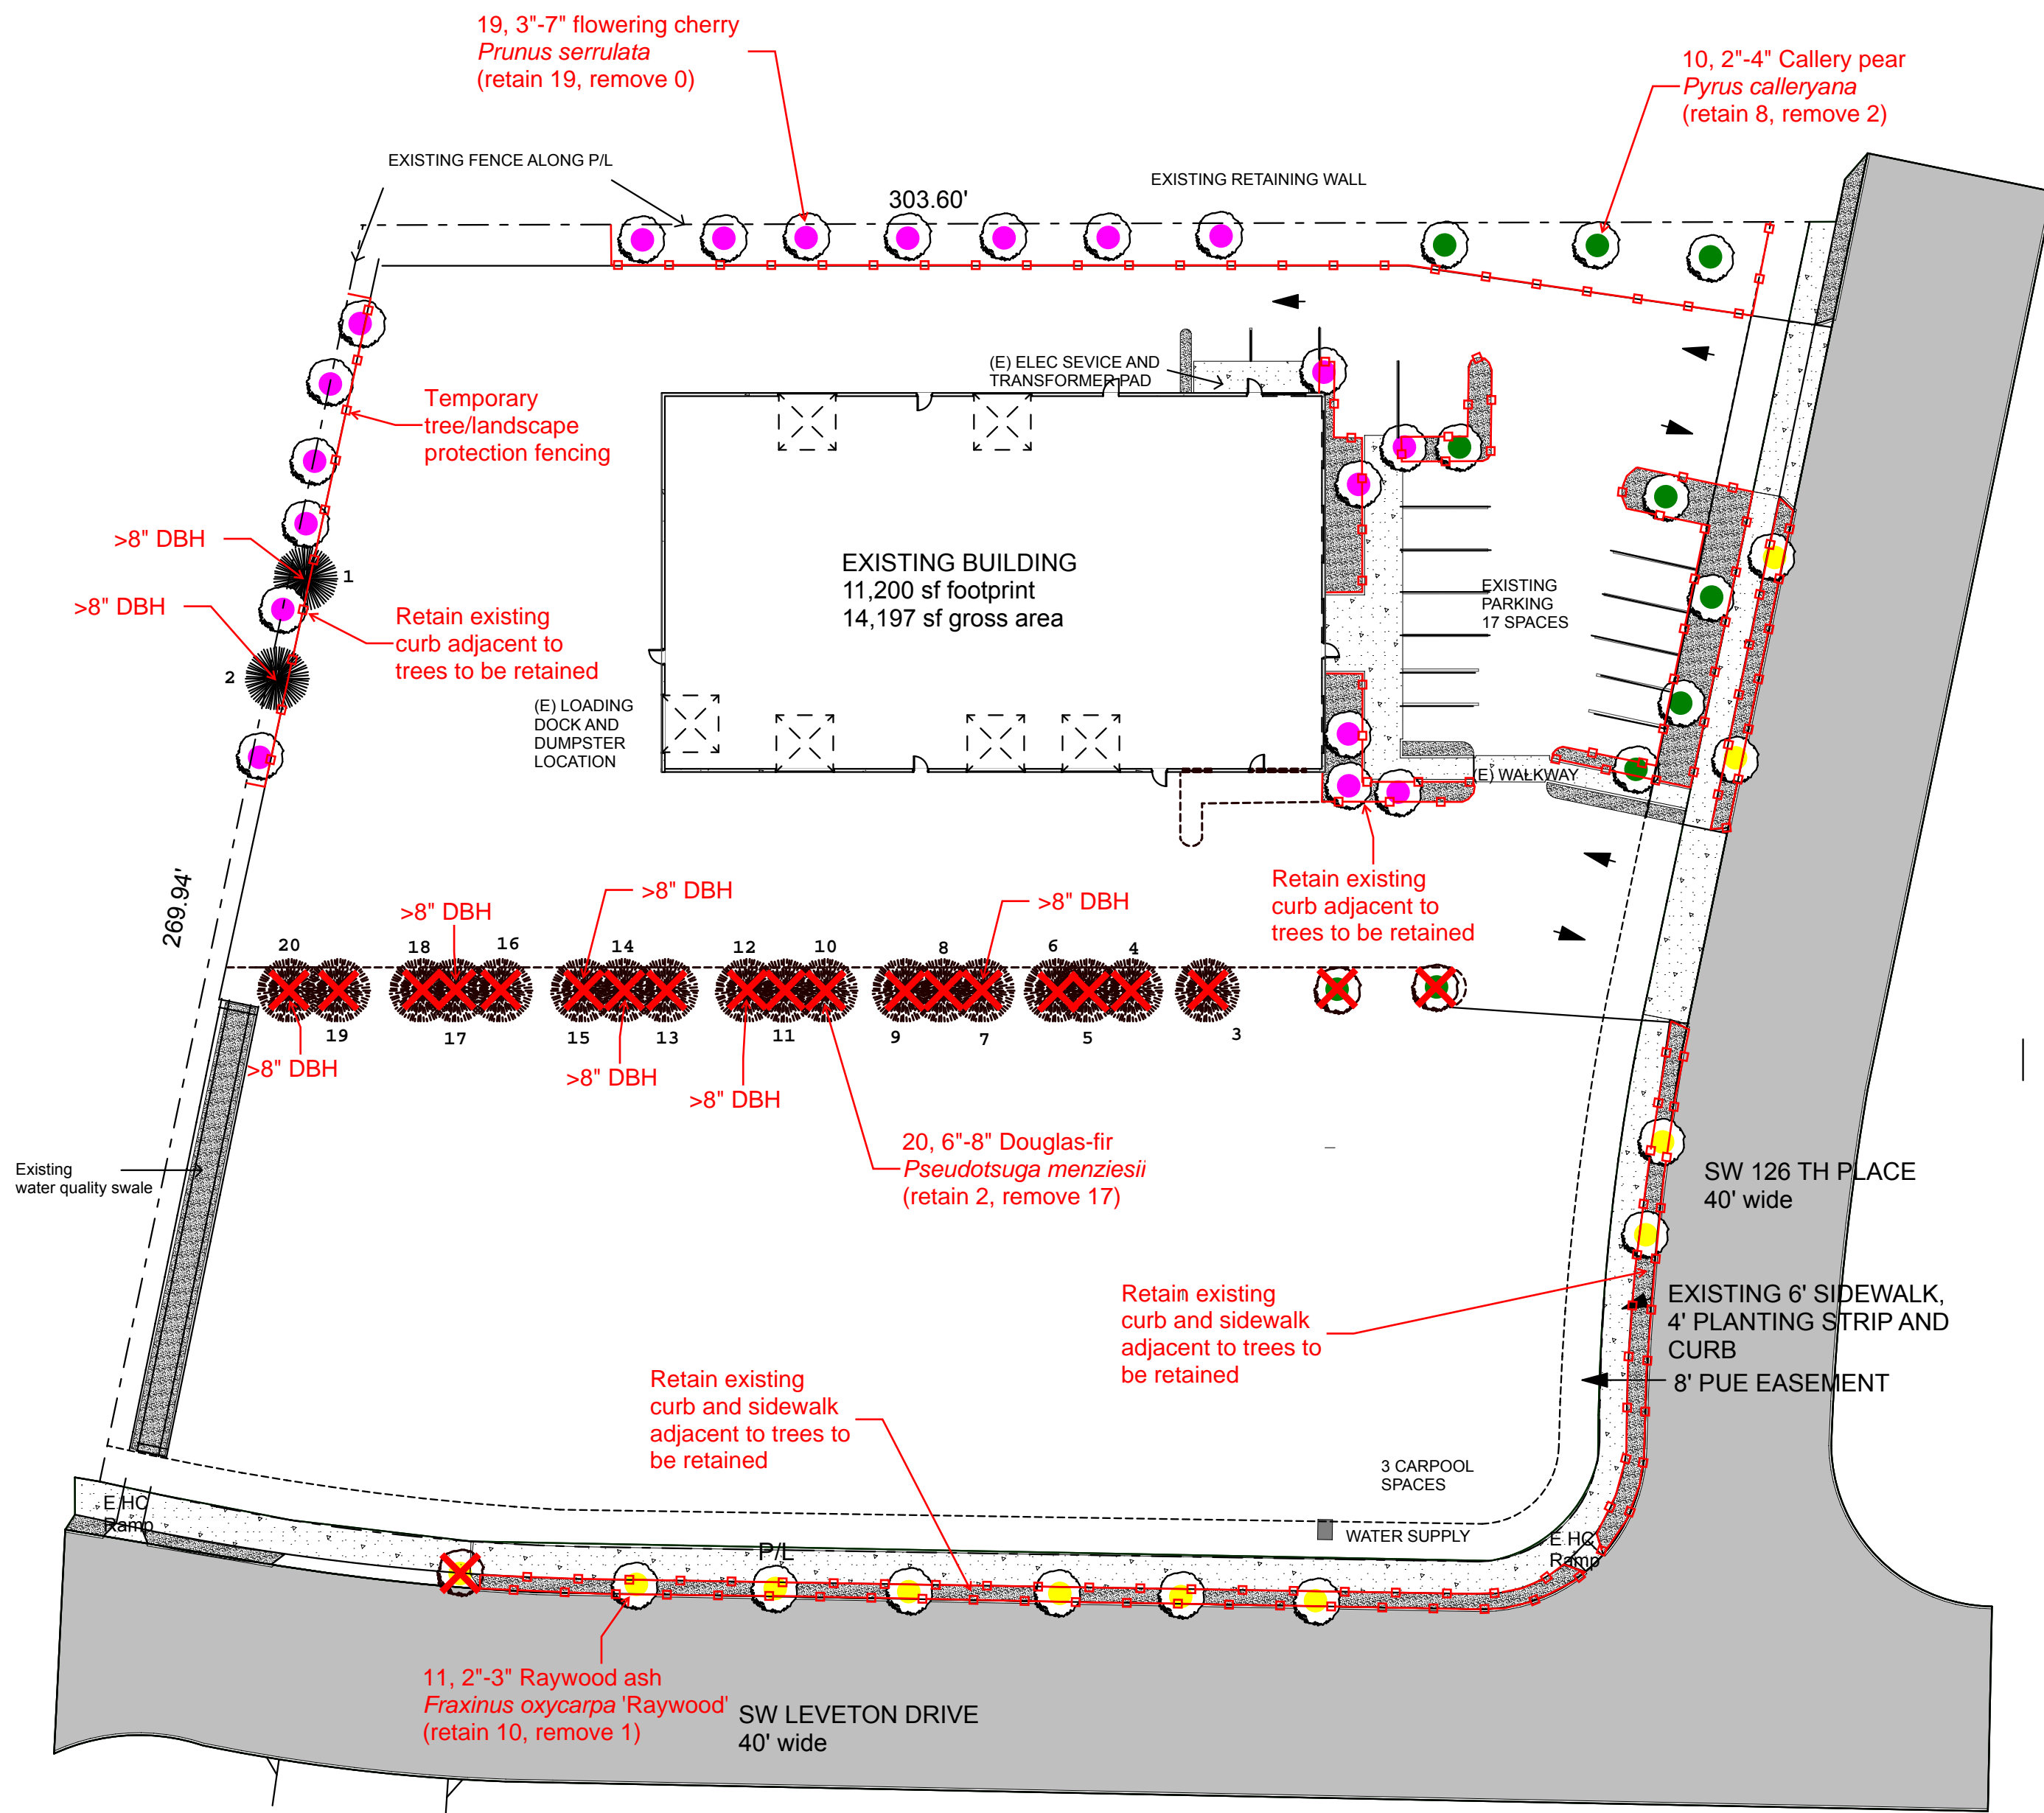 19, 3"-7" flowering cherry
Prunus serrulata
(retain 19, remove 0)
10, 2"-4" Callery pear
Pyrus calleryana
(retain 8, remove 2)
EXISTING FENCE ALONG P/L
303.60'
EXISTING RETAINING WALL
(E) ELEC SEVICE AND
TRANSFORMER PAD
Temporary
tree/landscape
protection fencing
>8" DBH
1
>8" DBH
2
Retain existing
curb adjacent to
trees to be retained
EXISTING BUILDING
11,200 sf footprint
14,197 sf gross area
EXISTING
PARKING
17 SPACES
(E) LOADING
DOCK AND
DUMPSTER
LOCATION
(E) WALKWAY
269.94'
Retain existing
curb adjacent to
trees to be retained
>8" DBH
>8" DBH
>8" DBH
20
18
16
14
12
10
8
6
4
19
17
15
13
11
9
7
5
3
>8" DBH
>8" DBH
>8" DBH
20, 6"-8" Douglas-fir
Pseudotsuga menziesii
(retain 2, remove 17)
Existing
water quality swale
SW 126 TH PLACE
40' wide
Retain existing
curb and sidewalk
adjacent to trees to
be retained
EXISTING 6' SIDEWALK,
4' PLANTING STRIP AND
CURB
8' PUE EASEMENT
Retain existing
curb and sidewalk
adjacent to trees to
be retained
3 CARPOOL
SPACES
WATER SUPPLY
E HC
Ramp
E HC
Ramp
P/L
11, 2"-3" Raywood ash
Fraxinus oxycarpa 'Raywood'
(retain 10, remove 1)
SW LEVETON DRIVE
40' wide